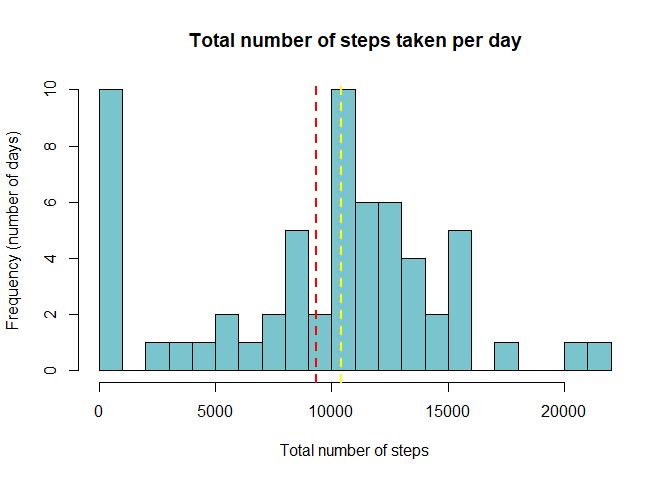 Total number of steps taken per day
Frequency (number of days)
10
8
6
4
2
0
0 5000 10000 15000 20000
Total number of steps